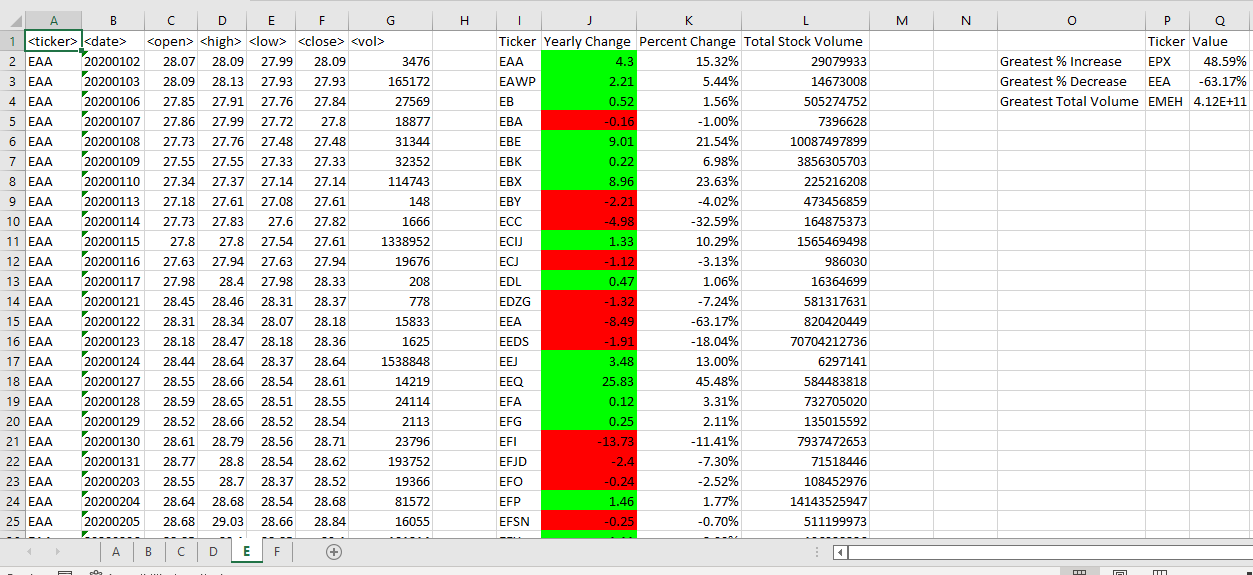 A B C D E F G H I J K L M N O P Q
1 <ticker> <date> <open> <high> <low> <close> <vol> Ticker Yearly Change Percent Change Total Stock Volume Ticker Value
2 EAA 20200102 28.07 28.09 27.99 28.09 3476 EAA 4.3 15.32% 29079933 Greatest % Increase EPX 48.59%
3 EAA 20200103 28.09 28.13 27.93 27.93 165172 EAWP 2.21 5.44% 14673008 Greatest % Decrease EEA -63.17%
4 EAA 20200106 27.85 27.91 27.76 27.84 27569 EB 0.52 1.56% 505274752 Greatest Total Volume EMEH 4.12E+11
5 EAA 20200107 27.86 27.99 27.72 27.8 18877 EBA -0.16 -1.00% 7396628
6 EAA 20200108 27.73 27.76 27.48 27.48 31344 EBE 9.01 21.54% 10087497899
7 EAA 20200109 27.55 27.55 27.33 27.33 32352 EBK 0.22 6.98% 3856305703
8 EAA 20200110 27.34 27.37 27.14 27.14 114743 EBX 8.96 23.63% 225216208
9 EAA 20200113 27.18 27.61 27.08 27.61 148 EBY -2.21 -4.02% 473456859
10 EAA 20200114 27.73 27.83 27.6 27.82 1666 ECC -4.98 -32.59% 164875373
11 EAA 20200115 27.8 27.8 27.54 27.61 1338952 ECIJ 1.33 10.29% 1565469498
12 EAA 20200116 27.63 27.94 27.63 27.94 19676 ECJ -1.12 -3.13% 986030
13 EAA 20200117 27.98 28.4 27.98 28.33 208 EDL 0.47 1.06% 16364699
14 EAA 20200121 28.45 28.46 28.31 28.37 778 EDZG -1.32 -7.24% 581317631
15 EAA 20200122 28.31 28.34 28.07 28.18 15833 EEA -8.49 -63.17% 820420449
16 EAA 20200123 28.18 28.47 28.18 28.36 1625 EEDS -1.91 -18.04% 70704212736
17 EAA 20200124 28.44 28.64 28.37 28.64 1538848 EEJ 3.48 13.00% 6297141
18 EAA 20200127 28.55 28.66 28.54 28.61 14219 EEQ 25.83 45.48% 584483818
19 EAA 20200128 28.59 28.65 28.51 28.55 24114 EFA 0.12 3.31% 732705020
20 EAA 20200129 28.52 28.66 28.52 28.54 2113 EFG 0.25 2.11% 135015592
21 EAA 20200130 28.61 28.79 28.56 28.71 23796 EFI -13.73 -11.41% 7937472653
22 EAA 20200131 28.77 28.8 28.54 28.62 193752 EFJD -2.4 -7.30% 71518446
23 EAA 20200203 28.55 28.7 28.37 28.52 19366 EFO -0.24 -2.52% 108452976
24 EAA 20200204 28.64 28.68 28.54 28.68 81572 EFP 1.46 1.77% 14143525947
25 EAA 20200205 28.68 29.03 28.66 28.84 16055 EFSN -0.25 -0.70% 511199973
A B C D E F